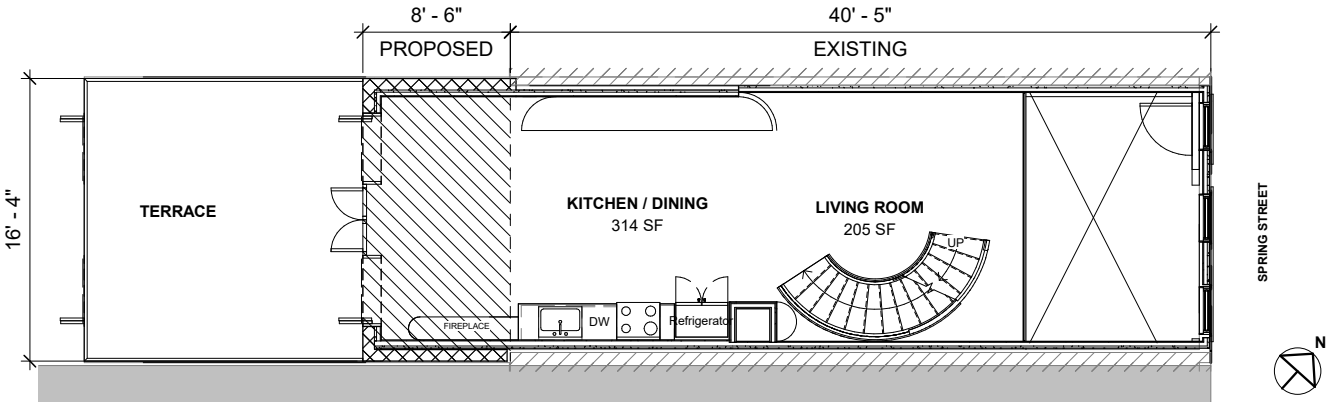 8' - 6"
40' - 5"
PROPOSED
EXISTING
16' - 4"
TERRACE
KITCHEN / DINING
314 SF
LIVING ROOM
205 SF
UP
FIREPLACE
DW
Refrigerator
SPRING STREET
N